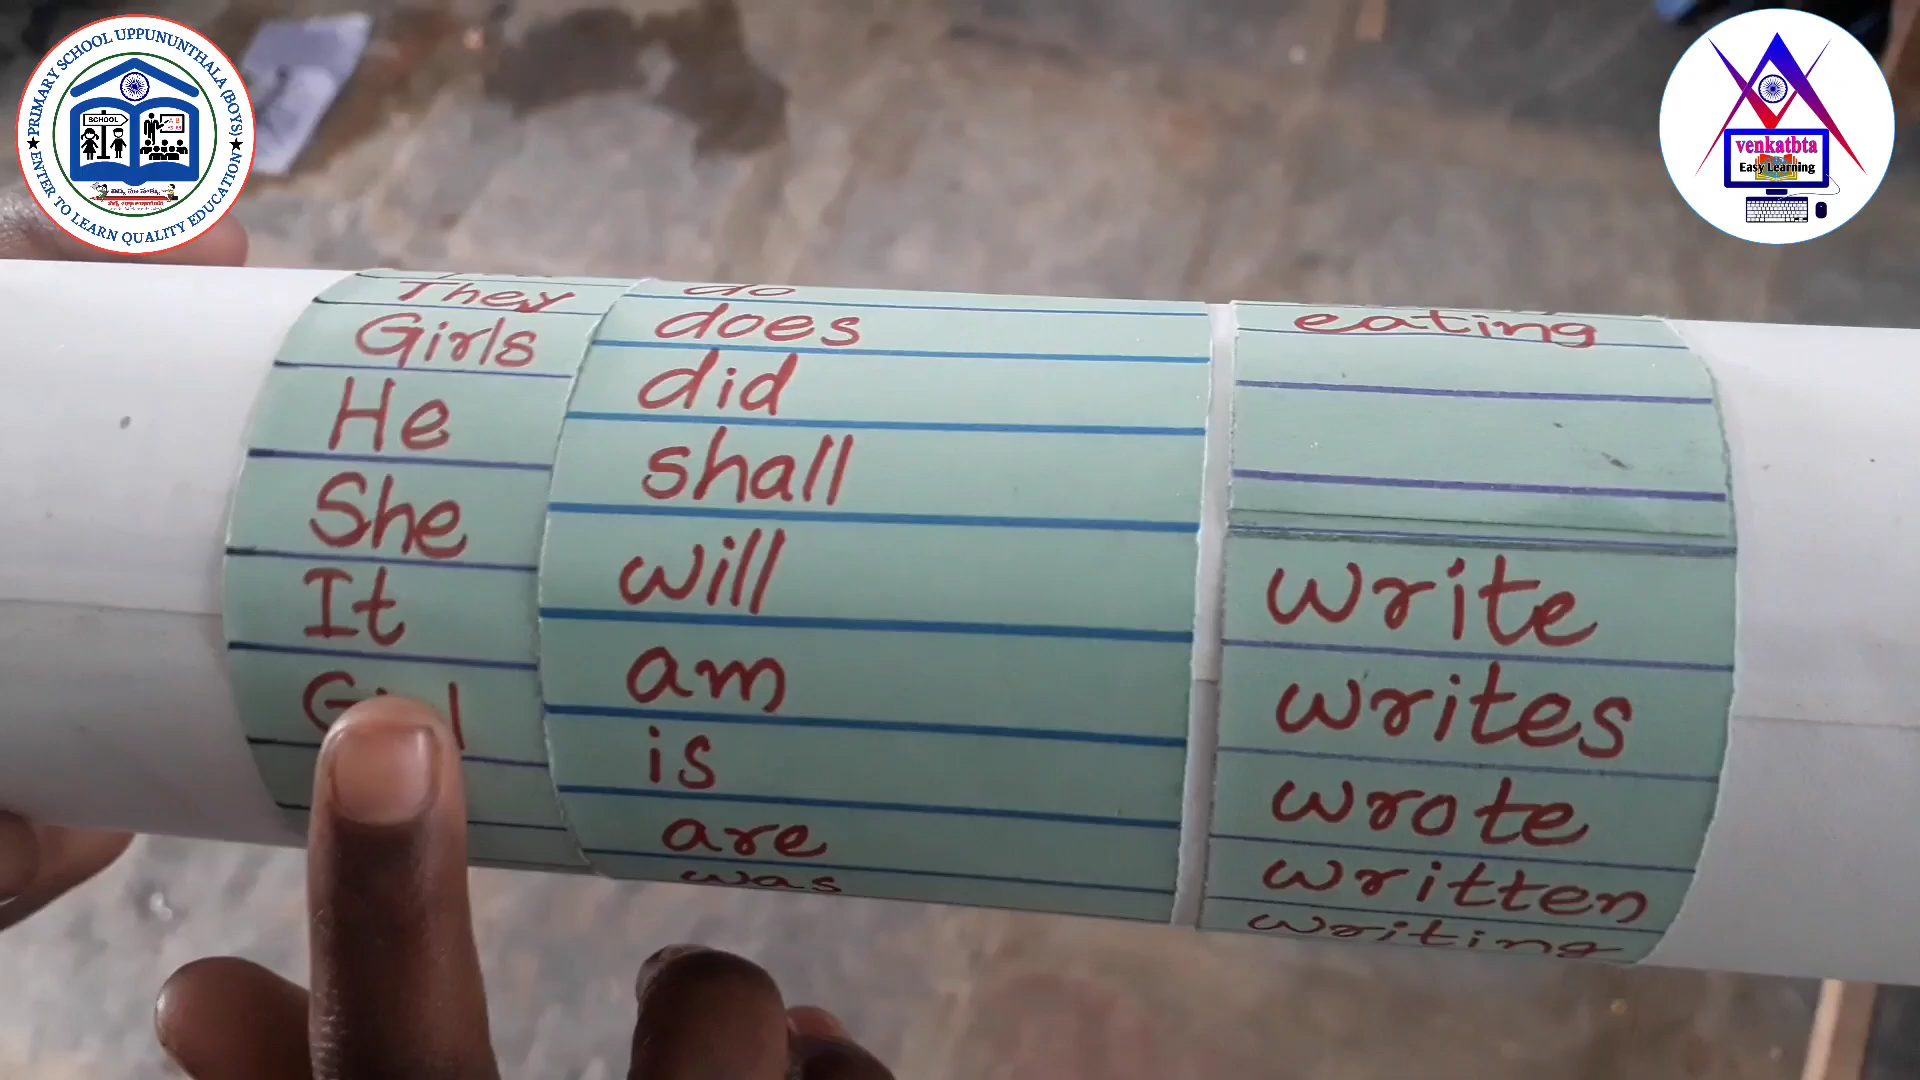 PRIMARY SCHOOL UPPUNUNTHALA (BOYS)
ENTER TO LEARN QUALITY EDUCATION
SCHOOL
venkatbta
Easy Learning
They
Girls
He
She
It
Girl
do
does
did
shall
will
am
is
are
was
eating
write
writes
wrote
written
writing